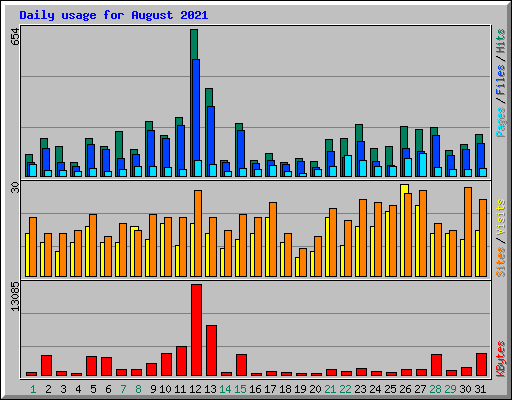 Daily usage for August 2021
654
Pages / Files / Hits
30
Sites / Visits
13085
KBytes
1 2 3 4 5 6 7 8 9 10 11 12 13 14 15 16 17 18 19 20 21 22 23 24 25 26 27 28 29 30 31